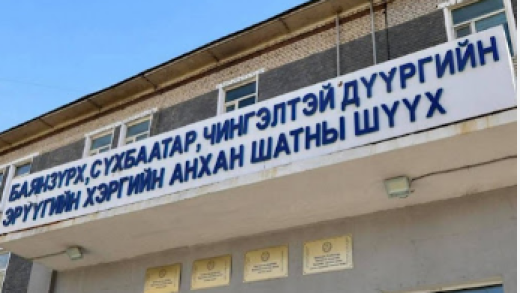 БАЯНЗҮРХ, СҮХБААТАР, ЧИНГЭЛТЭЙ ДҮҮРГИЙН
ЭРҮҮГИЙН ХЭРГИЙН АНХАН ШАТНЫ ШҮҮХ